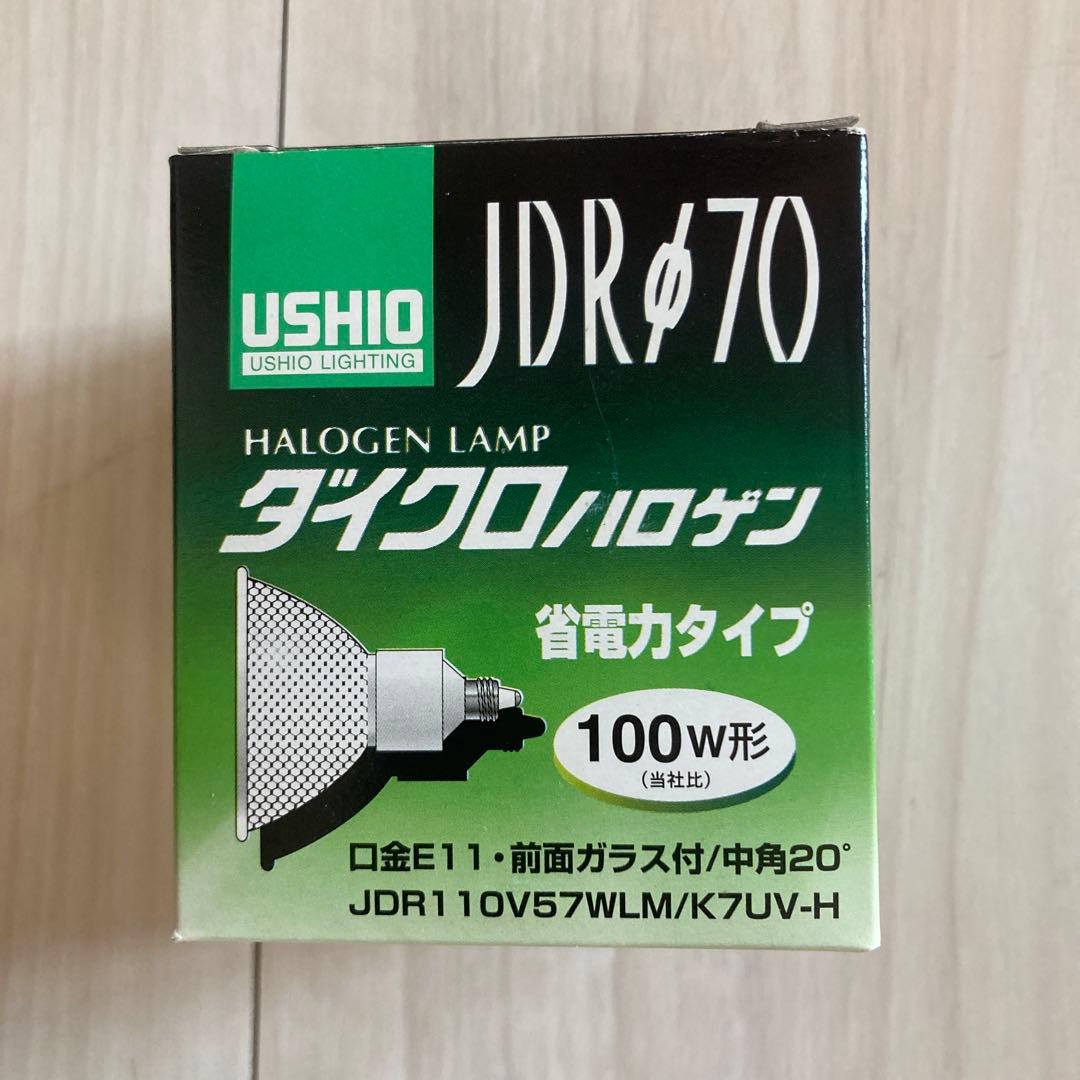 USHIO
USHIO LIGHTING
JDRφ70
HALOGEN LAMP
ダイクロハロゲン
省電力タイプ
100W形
(当社比)
口金E11・前面ガラス付/中角20°
JDR110V57WLM/K7UV-H